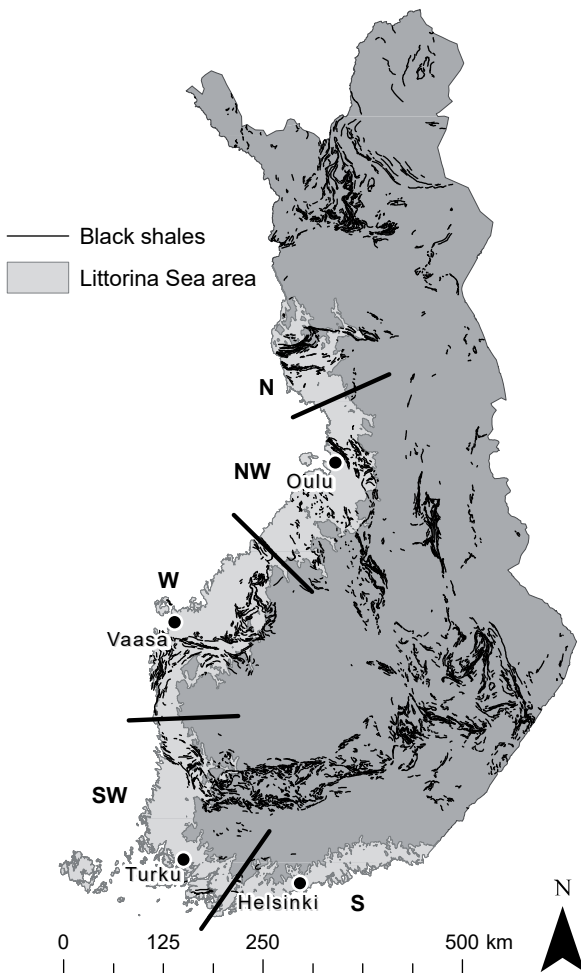 Black shales
Littorina Sea area
N
NW
Oulu
W
Vaasa
SW
Turku
Helsinki
S
N
0 125 250 500 km